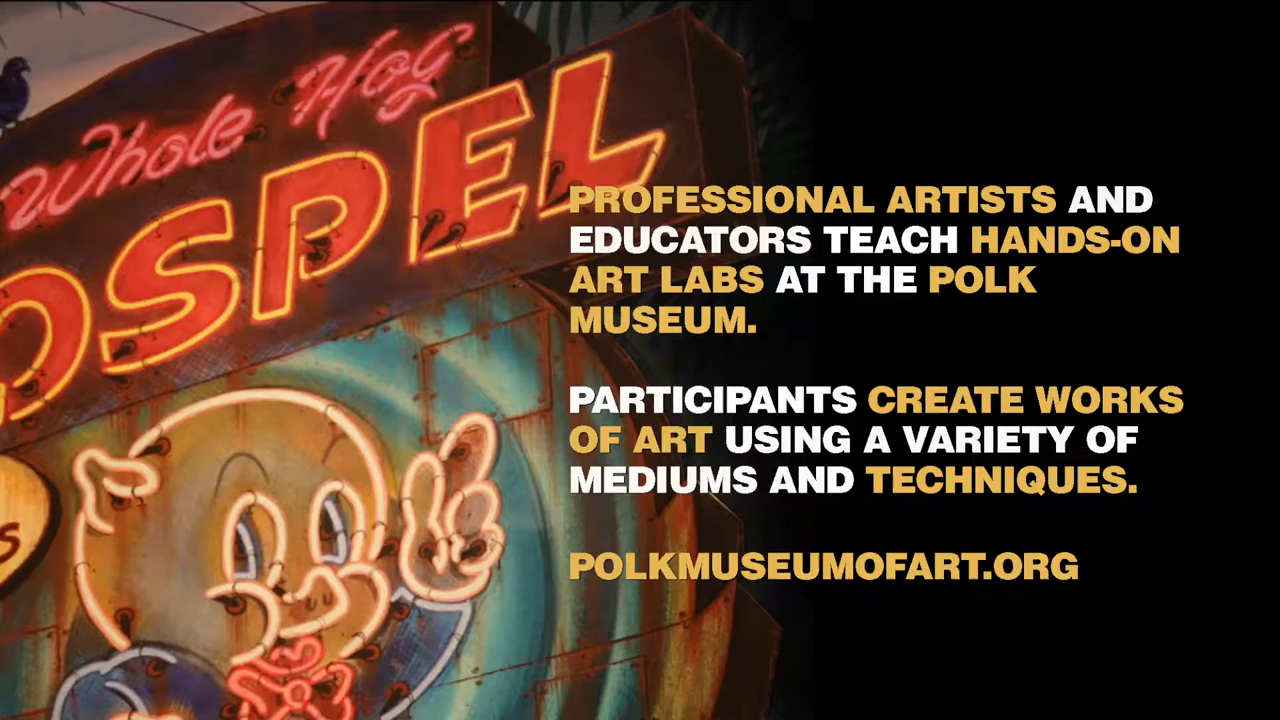 Whole Hog
OSPEL
S
PROFESSIONAL ARTISTS AND
EDUCATORS TEACH HANDS-ON
ART LABS AT THE POLK
MUSEUM.
PARTICIPANTS CREATE WORKS
OF ART USING A VARIETY OF
MEDIUMS AND TECHNIQUES.
POLKMUSEUMOFART.ORG